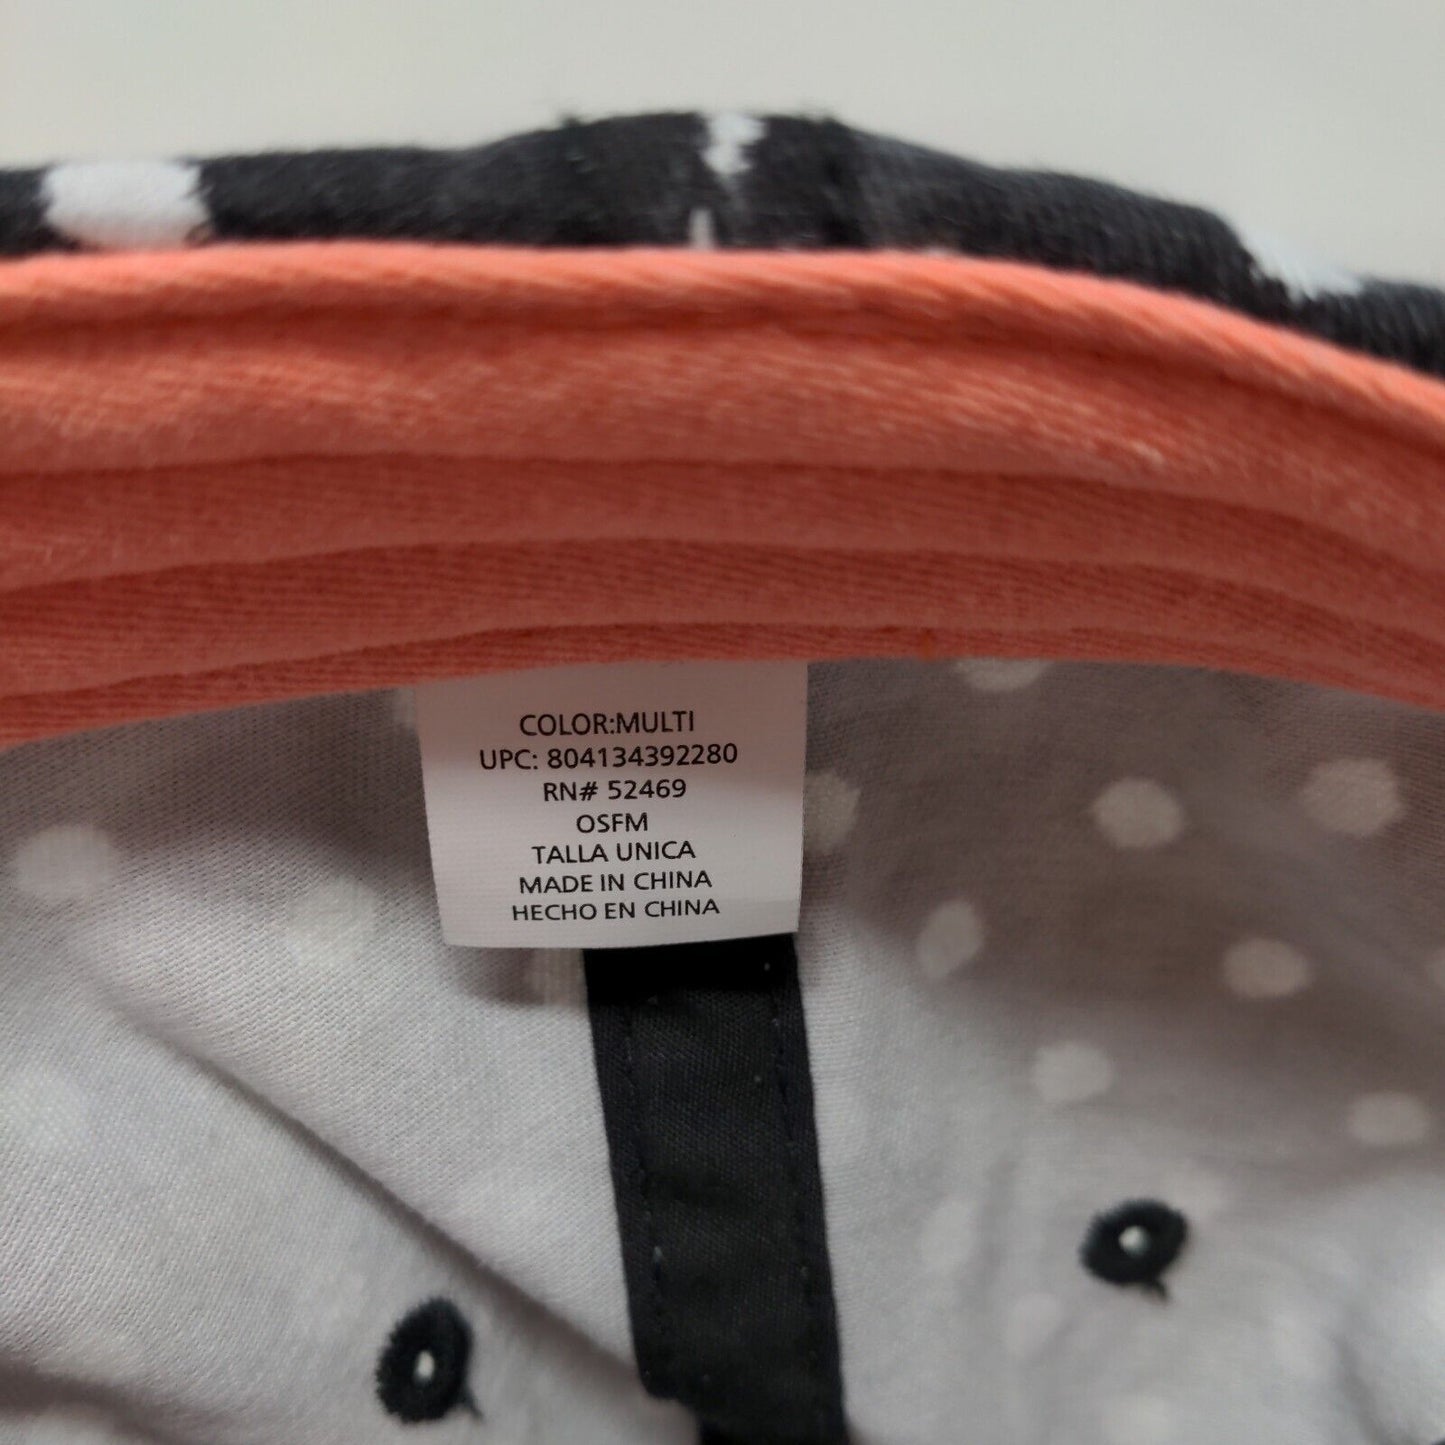 COLOR:MULTI
UPC: 804134392280
RN# 52469
OSFM
TALLA UNICA
MADE IN CHINA
HECHO EN CHINA